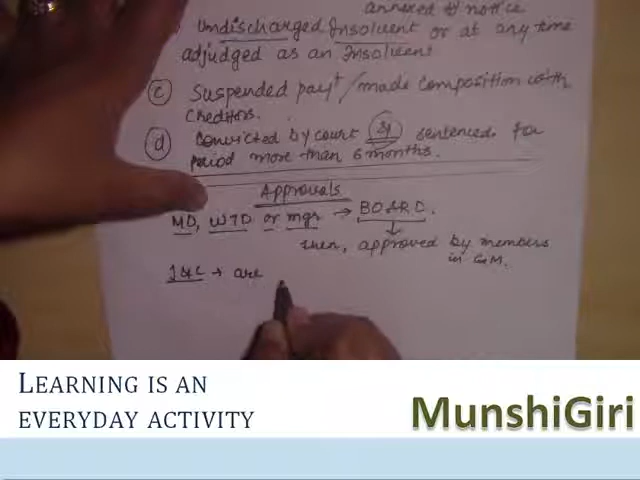 annexed to notice
Undischarged Insolvent or at any time
adjudged as an Insolvent
(c) Suspended payt/made composition with
creditors.
(d) Convicted by court & sentenced for
period more than 6 months.
Approvals
MD, WTD or mgr → BOARD.
then, approved by members
in GM.
T&C → are
LEARNING IS AN
EVERYDAY ACTIVITY
MunshiGiri